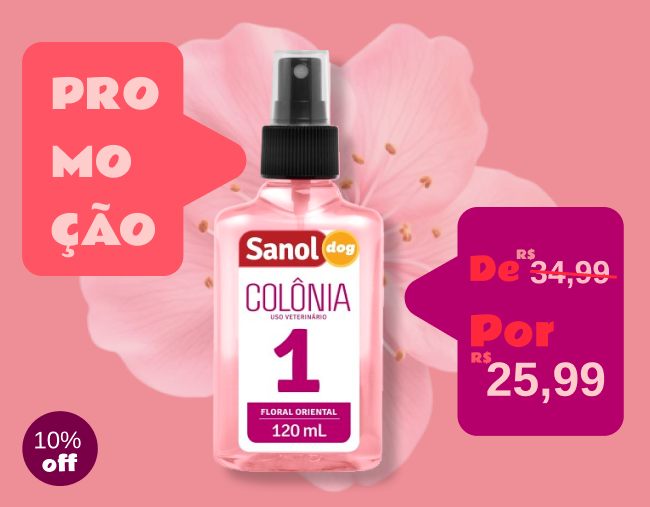 PRO
MO
ÇÃO
Sanol dog
COLÔNIA
USO VETERINÁRIO
1
FLORAL ORIENTAL
120 mL
De R$ 34,99
Por
R$ 25,99
10%
off